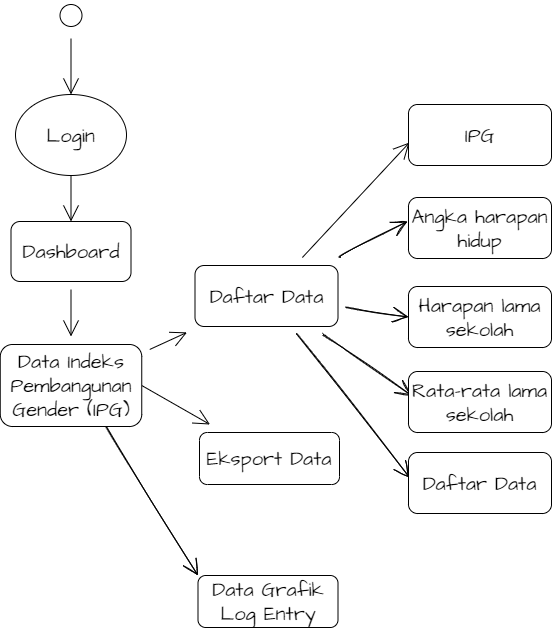 Login
Dashboard
Data Indeks
Pembangunan
Gender (IPG)
Daftar Data
Eksport Data
Data Grafik
Log Entry
IPG
Angka harapan
hidup
Harapan lama
sekolah
Rata-rata lama
sekolah
Daftar Data